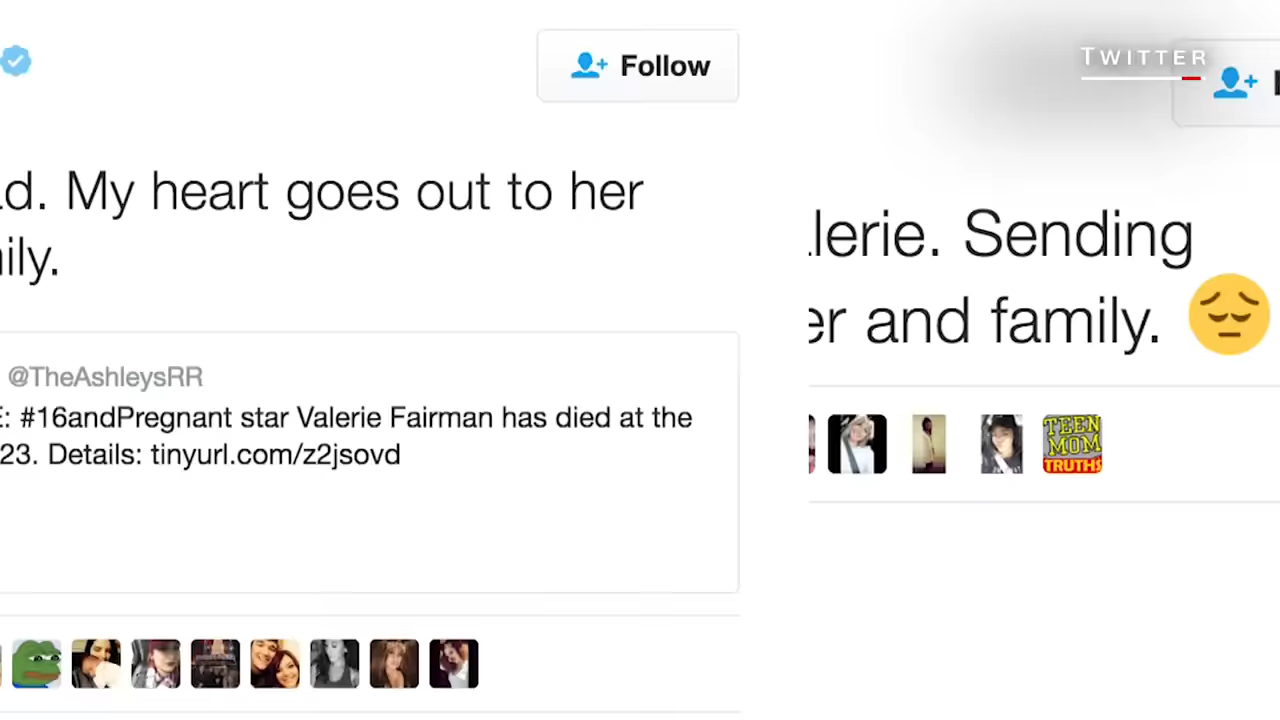 Follow
d. My heart goes out to her
ily.
@TheAshleysRR
: #16andPregnant star Valerie Fairman has died at the
23. Details: tinyurl.com/z2jsovd
TWITTER
lerie. Sending
er and family.
TEEN
MOM
TRUTHS